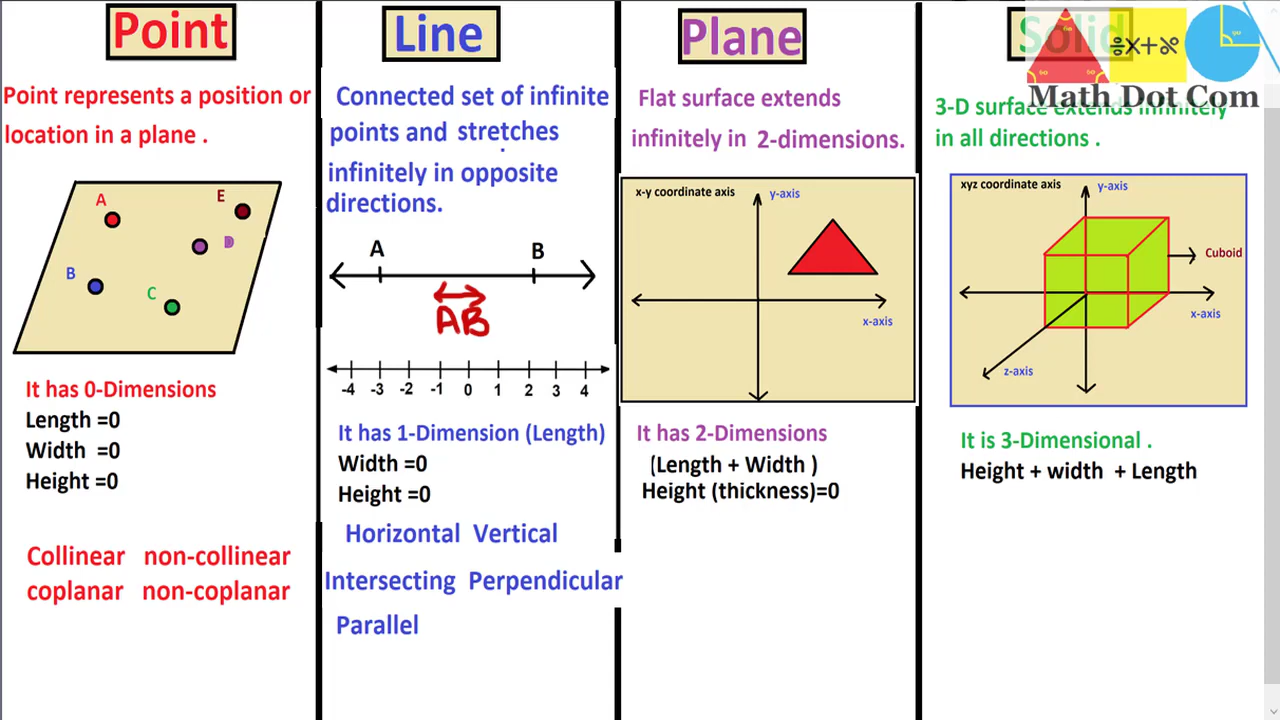 Point
Point represents a position or
location in a plane .
A
E
D
B
C
It has 0-Dimensions
Length =0
Width =0
Height =0
Collinear non-collinear
coplanar non-coplanar
Line
Connected set of infinite
points and stretches
infinitely in opposite
directions.
A
B
AB
-4 -3 -2 -1 0 1 2 3 4
It has 1-Dimension (Length)
Width =0
Height =0
Horizontal Vertical
Intersecting Perpendicular
Parallel
Plane
Flat surface extends
infinitely in 2-dimensions.
x-y coordinate axis
y-axis
x-axis
It has 2-Dimensions
(Length + Width )
Height (thickness)=0
Solid
÷×+%
Math Dot Com
3-D surface extends infinitely
in all directions .
xyz coordinate axis
y-axis
Cuboid
x-axis
z-axis
It is 3-Dimensional .
Height + width + Length